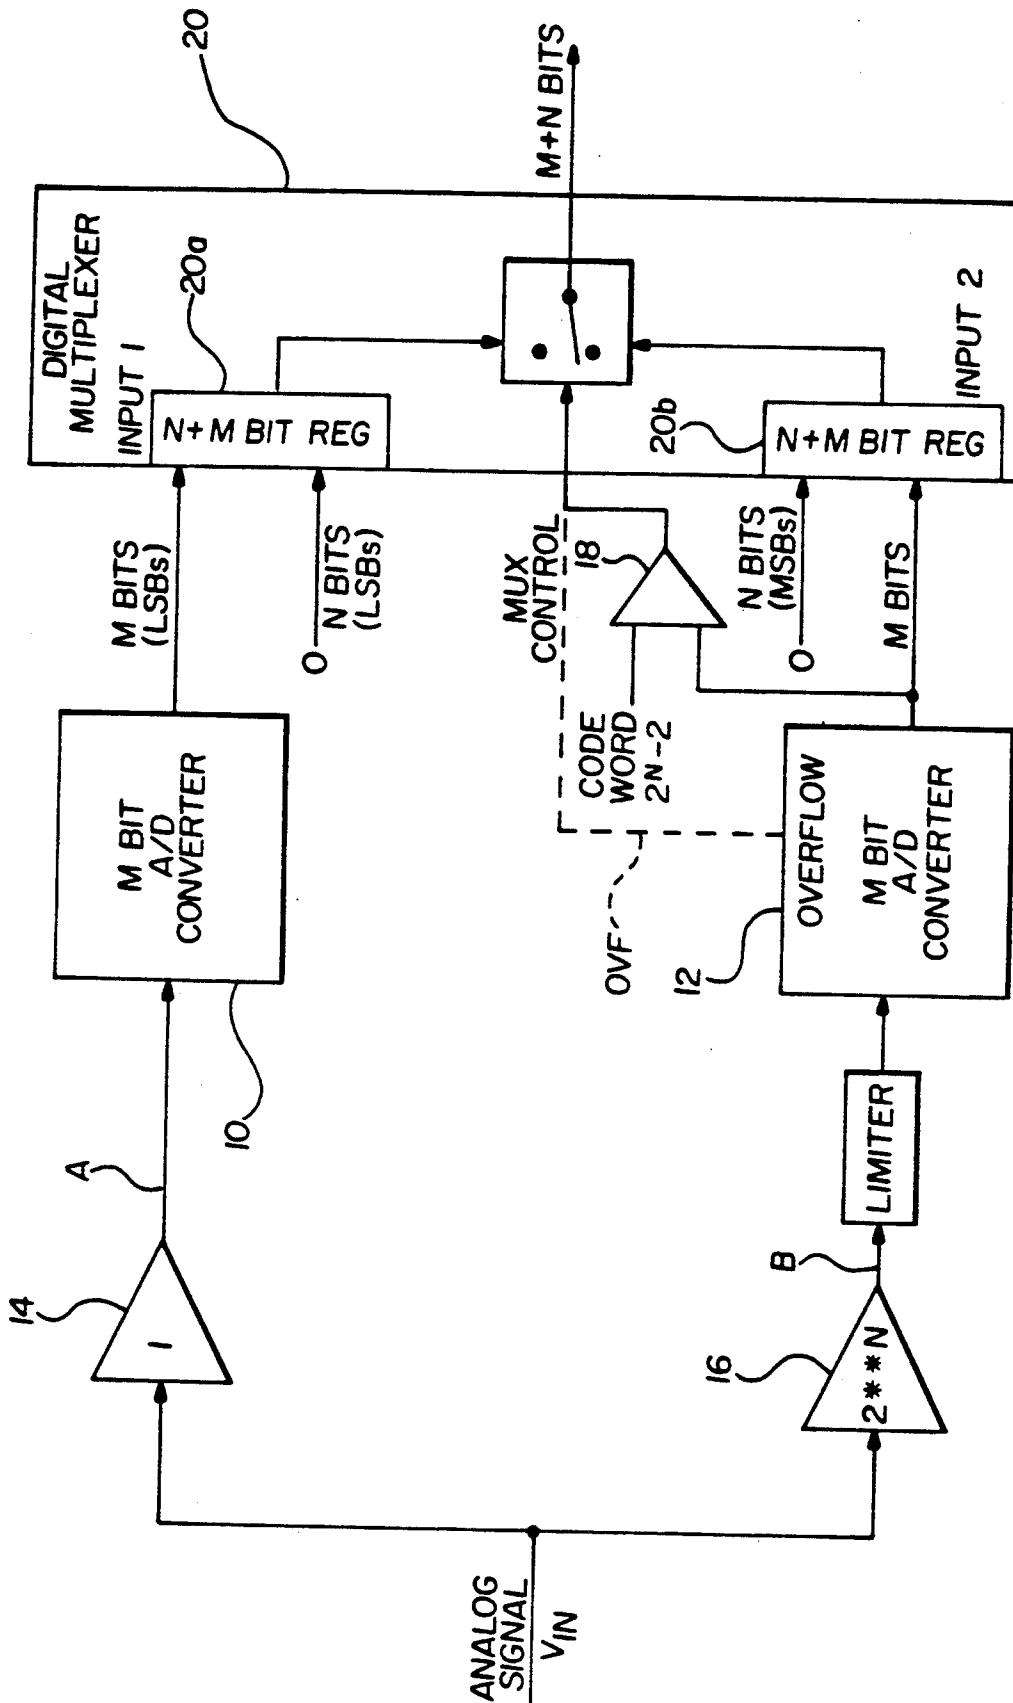 ANALOG
SIGNAL
VIN
14
1
A
10
M BIT
A/D
CONVERTER
M BITS
(LSBs)
0
N BITS
(LSBs)
DIGITAL
MULTIPLEXER
INPUT 1
20a
N+M BIT REG
20
M+N BITS
MUX
CONTROL
18
CODE
WORD
2N-2
OVF
16
2**N
B
LIMITER
12
OVERFLOW
M BIT
A/D
CONVERTER
0
N BITS
(MSBs)
M BITS
20b
N+M BIT REG
INPUT 2